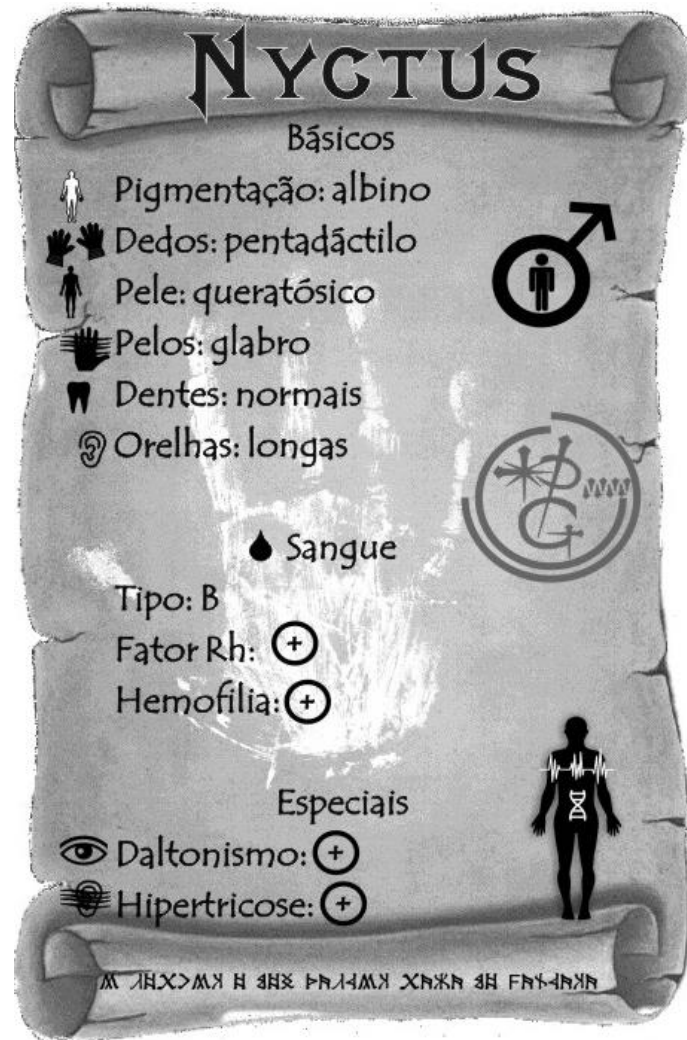 NYCTUS
Básicos
Pigmentação: albino
Dedos: pentadáctilo
Pele: queratósico
Pelos: glabro
Dentes: normais
Orelhas: longas
Sangue
Tipo: B
Fator Rh: +
Hemofilia: +
Especiais
Daltonismo: +
Hipertricose: +